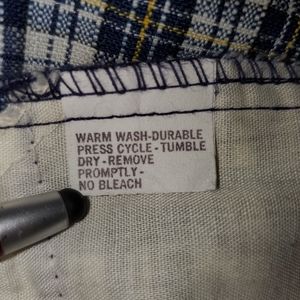 WARM WASH-DURABLE
PRESS CYCLE - TUMBLE
DRY - REMOVE
PROMPTLY -
NO BLEACH